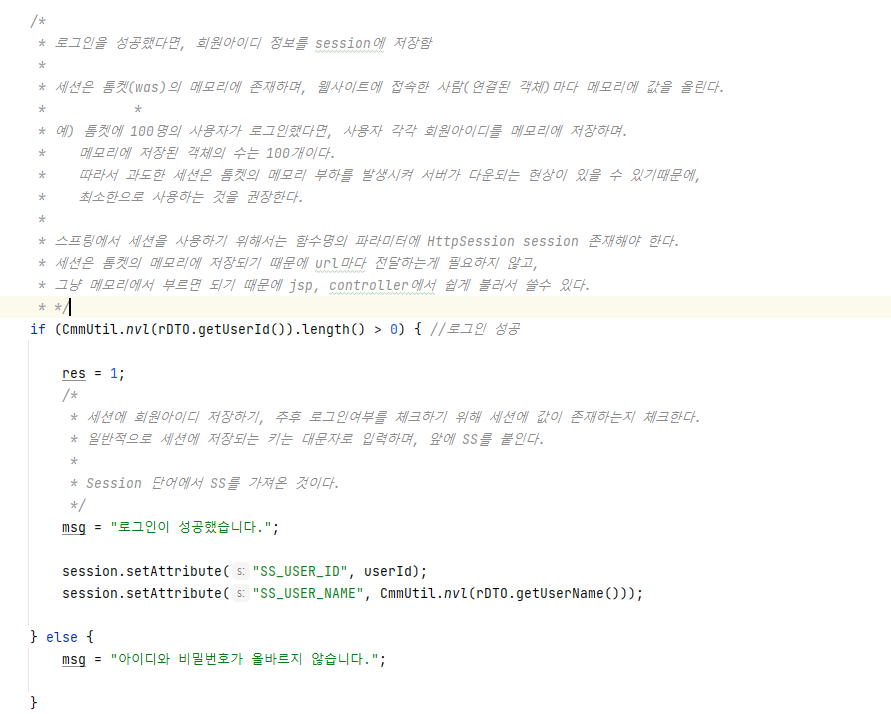 /*
* 로그인을 성공했다면, 회원아이디 정보를 session에 저장함
*
* 세션은 톰켓(was)의 메모리에 존재하며, 웹사이트에 접속한 사람(연결된 객체)마다 메모리에 값을 올린다.
* *
* 예) 톰켓에 100명의 사용자가 로그인했다면, 사용자 각각 회원아이디를 메모리에 저장하며.
* 메모리에 저장된 객체의 수는 100개이다.
* 따라서 과도한 세션은 톰켓의 메모리 부하를 발생시켜 서버가 다운되는 현상이 있을 수 있기때문에,
* 최소한으로 사용하는 것을 권장한다.
*
* 스프링에서 세션을 사용하기 위해서는 함수명의 파라미터에 HttpSession session 존재해야 한다.
* 세션은 톰켓의 메모리에 저장되기 때문에 url마다 전달하는게 필요하지 않고,
* 그냥 메모리에서 부르면 되기 때문에 jsp, controller에서 쉽게 불러서 쓸수 있다.
* */
if (CmmUtil.nvl(rDTO.getUserId()).length() > 0) { //로그인 성공
res = 1;
/*
* 세션에 회원아이디 저장하기, 추후 로그인여부를 체크하기 위해 세션에 값이 존재하는지 체크한다.
* 일반적으로 세션에 저장되는 키는 대문자로 입력하며, 앞에 SS를 붙인다.
*
* Session 단어에서 SS를 가져온 것이다.
*/
msg = "로그인이 성공했습니다.";
session.setAttribute( s: "SS_USER_ID", userId);
session.setAttribute( s: "SS_USER_NAME", CmmUtil.nvl(rDTO.getUserName()));
} else {
msg = "아이디와 비밀번호가 올바르지 않습니다.";
}